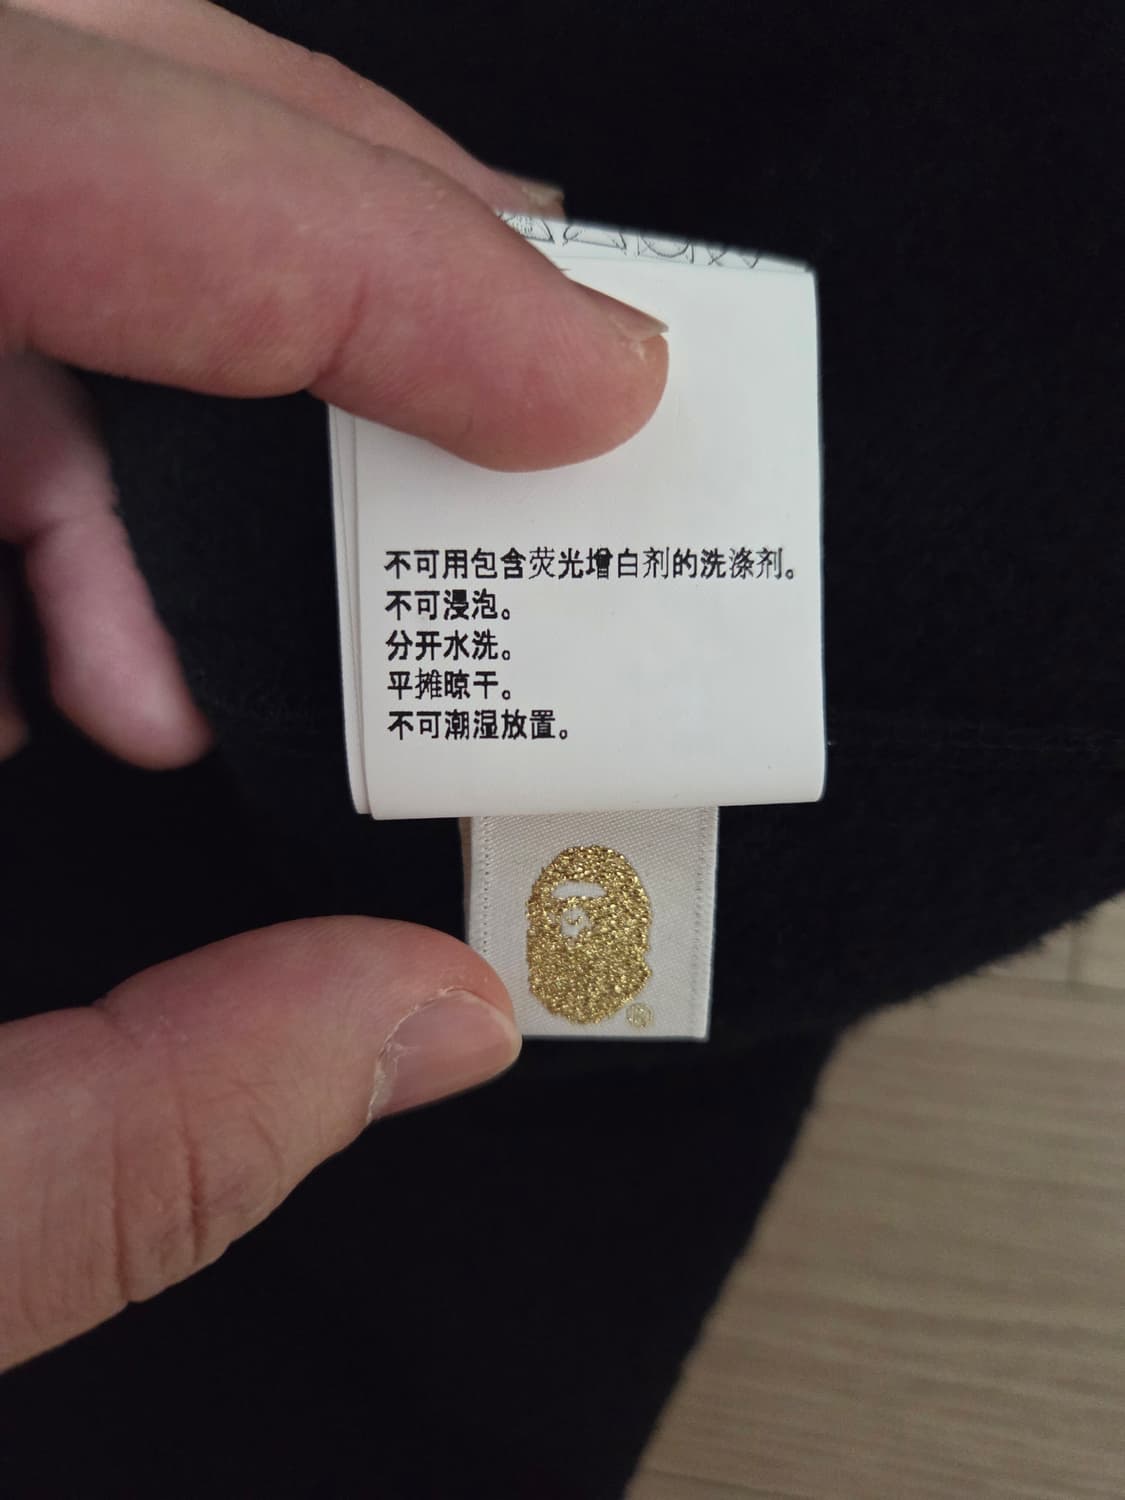 不可用包含荧光增白剂的洗涤剂。
不可浸泡。
分开水洗。
平摊晾干。
不可潮湿放置。
®